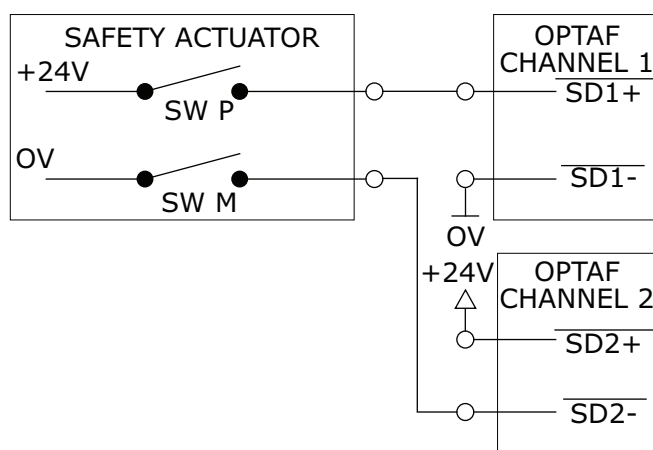 SAFETY ACTUATOR
+24V
SW P
OV
SW M
OPTAF
CHANNEL 1
SD1+
SD1-
OV
+24V
OPTAF
CHANNEL 2
SD2+
SD2-